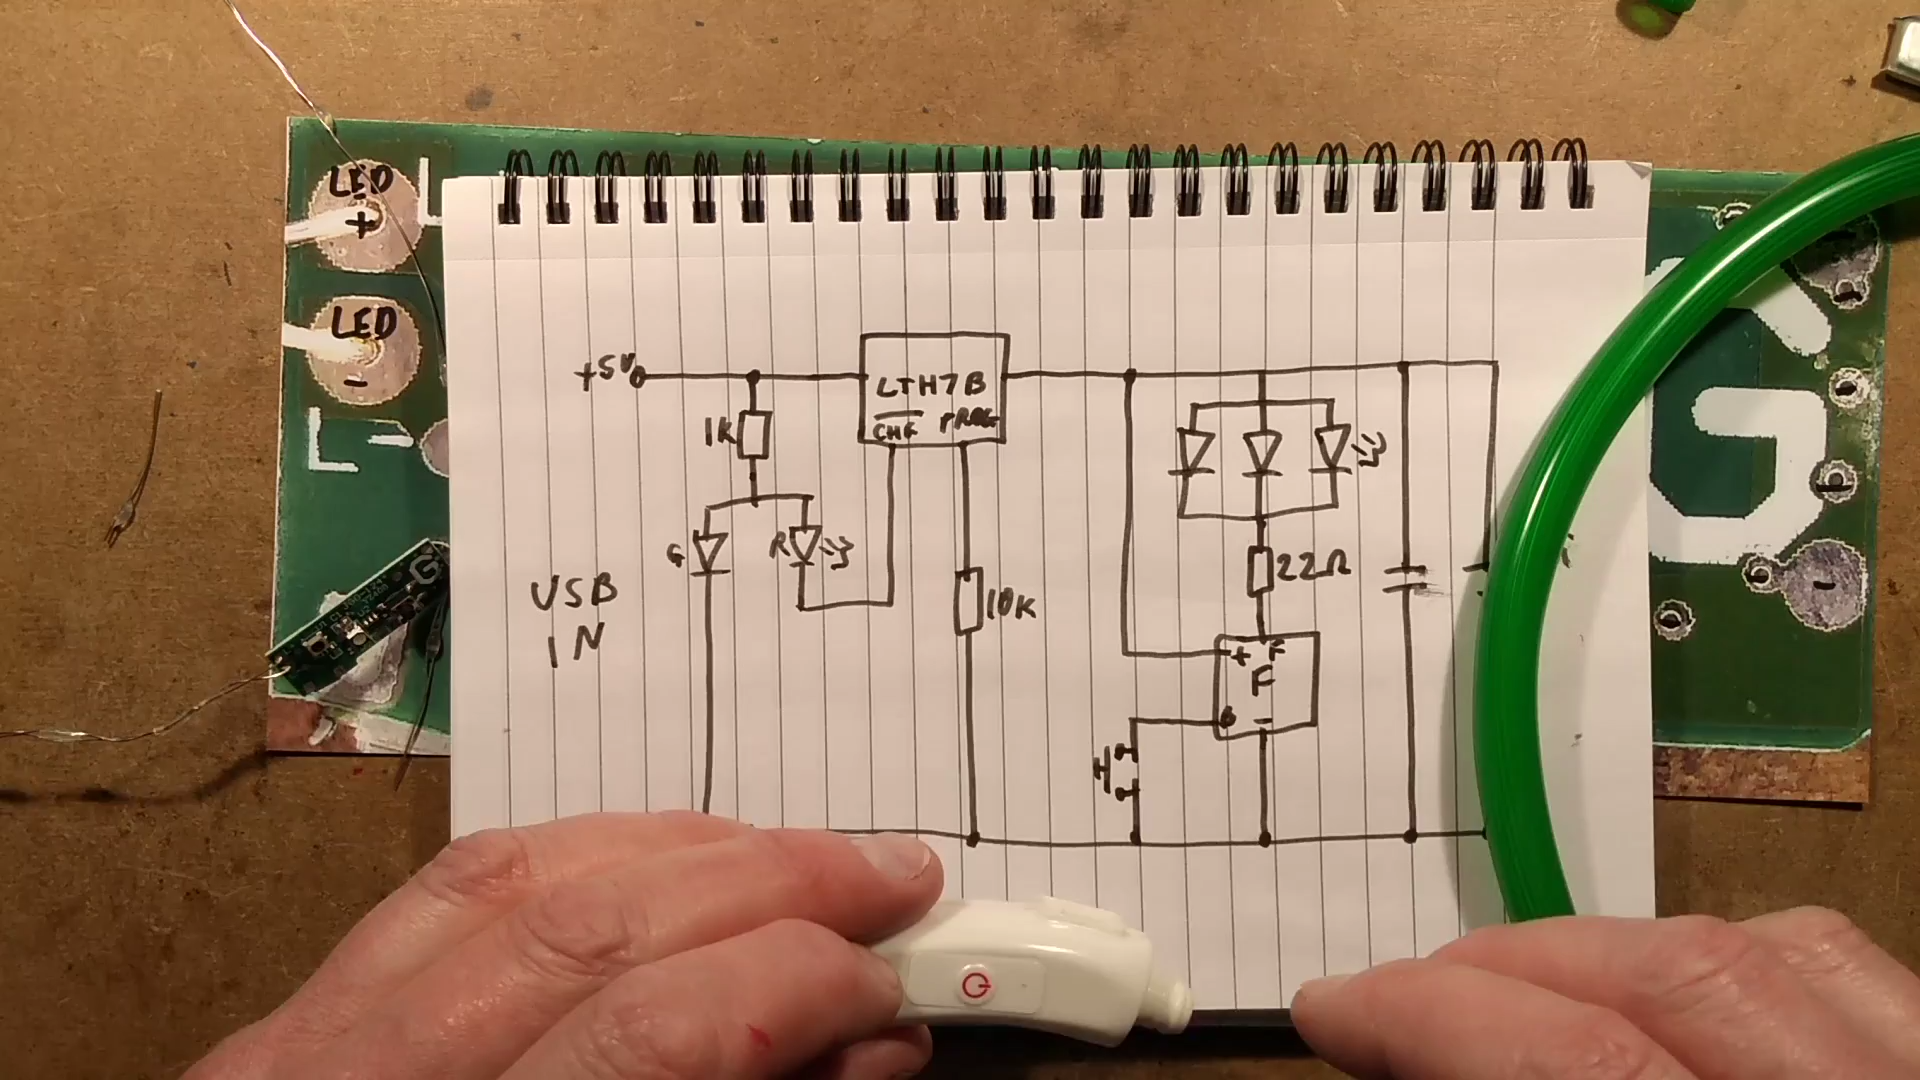 LED
+
LED
-
L
+5V
LTH7B
CHG PROG
1K
G
R
10K
USB
IN
22Ω
+ F
F
B -
G
-